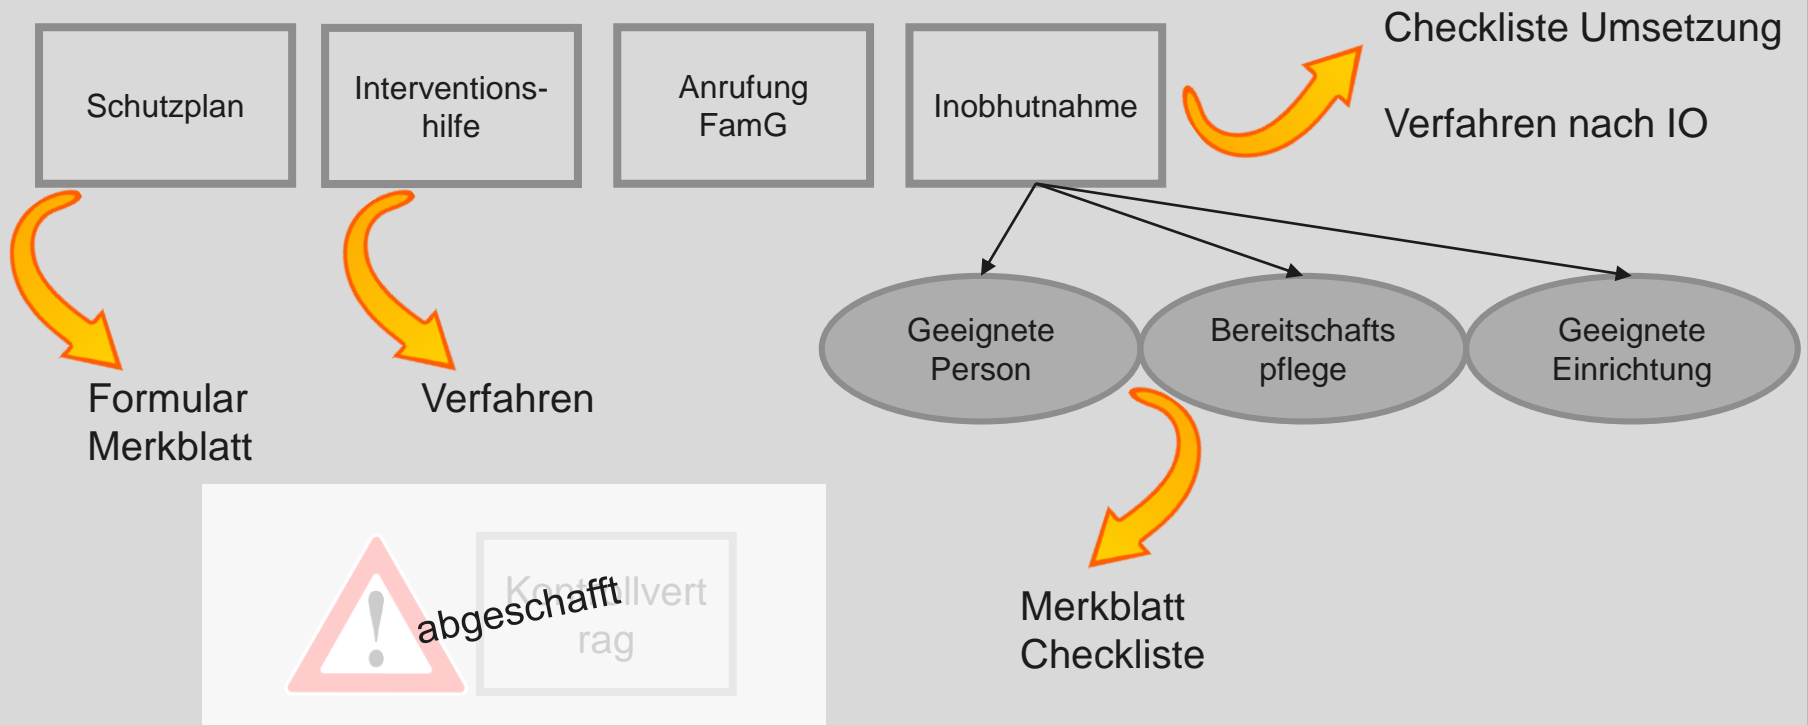 Schutzplan
Interventions-
hilfe
Anrufung
FamG
Inobhutnahme
Checkliste Umsetzung
Verfahren nach IO
Geeignete
Person
Bereitschafts
pflege
Geeignete
Einrichtung
Formular
Merkblatt
Verfahren
Kontrollvert
rag
abgeschafft
Merkblatt
Checkliste